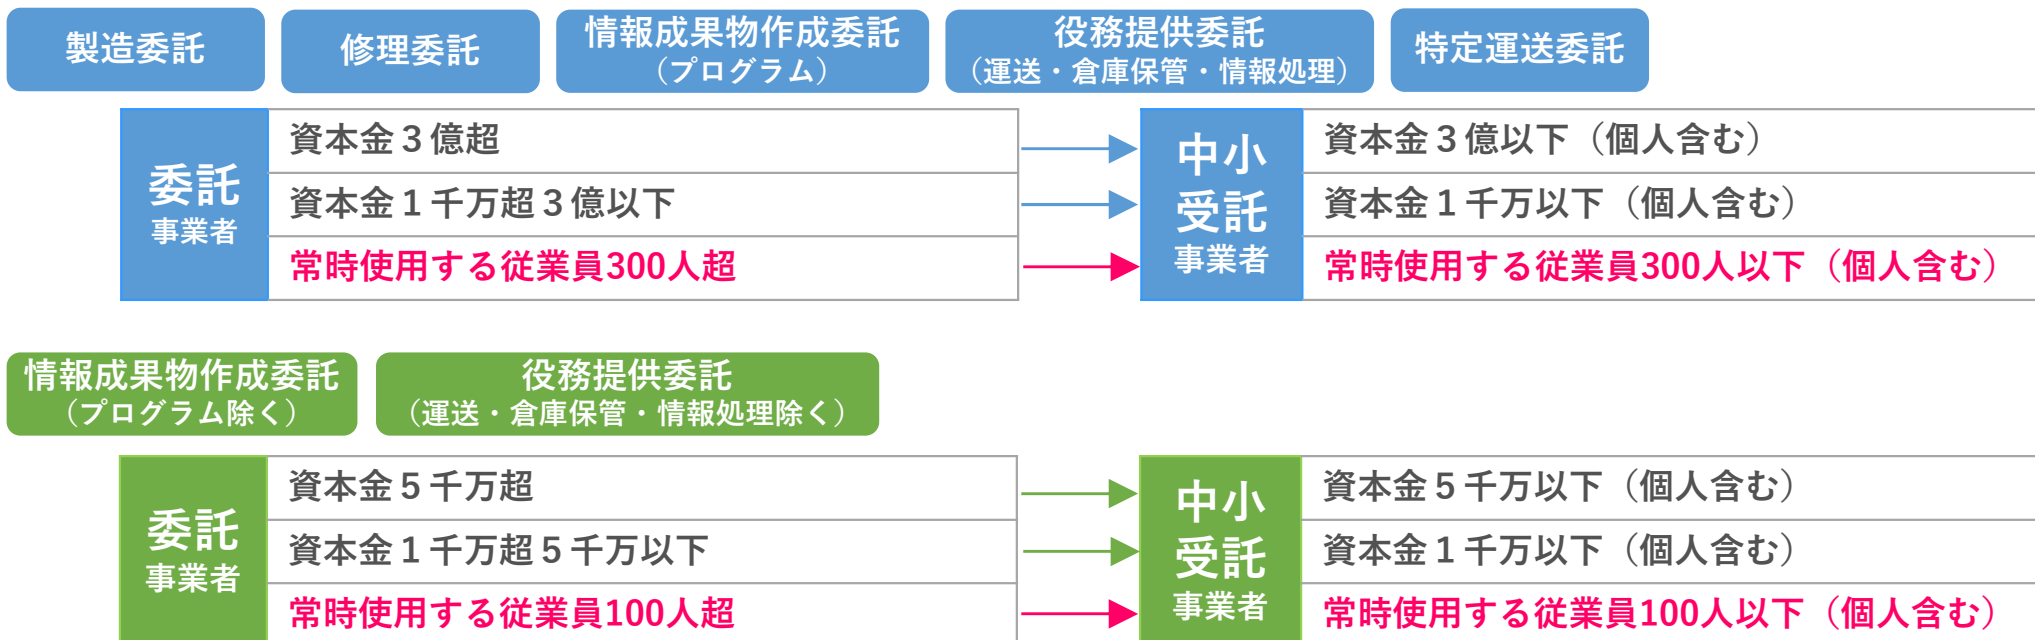 製造委託
修理委託
情報成果物作成委託
（プログラム）
役務提供委託
（運送・倉庫保管・情報処理）
特定運送委託
委託
事業者
資本金３億超
資本金１千万超３億以下
常時使用する従業員300人超
中小
受託
事業者
資本金３億以下（個人含む）
資本金１千万以下（個人含む）
常時使用する従業員300人以下（個人含む）
情報成果物作成委託
（プログラム除く）
役務提供委託
（運送・倉庫保管・情報処理除く）
委託
事業者
資本金５千万超
資本金１千万超５千万以下
常時使用する従業員100人超
中小
受託
事業者
資本金５千万以下（個人含む）
資本金１千万以下（個人含む）
常時使用する従業員100人以下（個人含む）